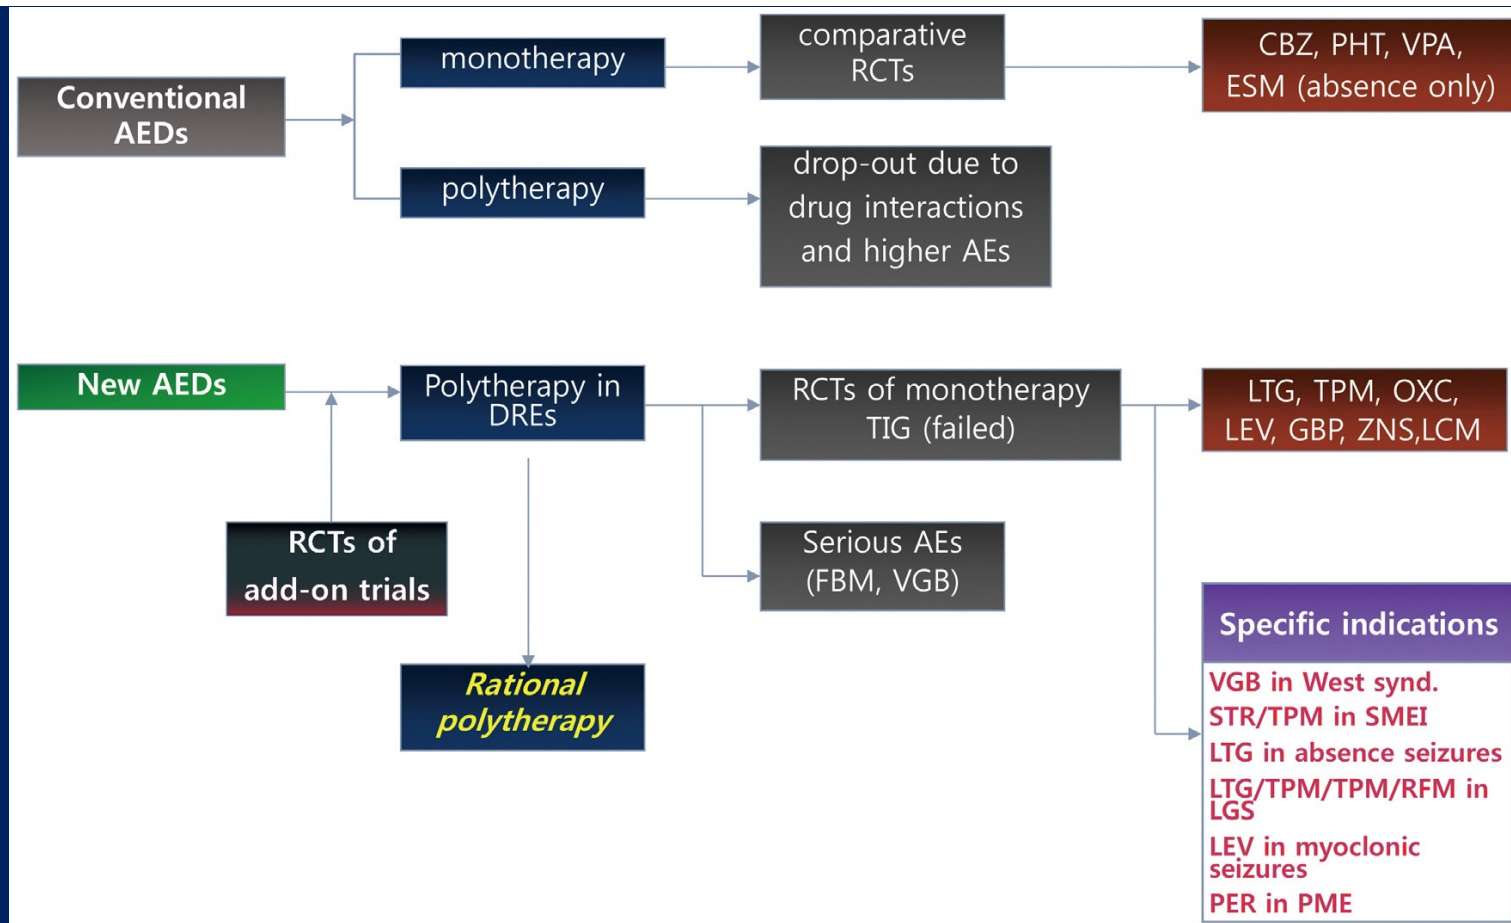 Conventional
AEDs
monotherapy
comparative
RCTs
CBZ, PHT, VPA,
ESM (absence only)
polytherapy
drop-out due to
drug interactions
and higher AEs
New AEDs
Polytherapy in
DREs
RCTs of monotherapy
TIG (failed)
LTG, TPM, OXC,
LEV, GBP, ZNS,LCM
RCTs of
add-on trials
Serious AEs
(FBM, VGB)
Rational
polytherapy
Specific indications
VGB in West synd.
STR/TPM in SMEI
LTG in absence seizures
LTG/TPM/TPM/RFM in
LGS
LEV in myoclonic
seizures
PER in PME